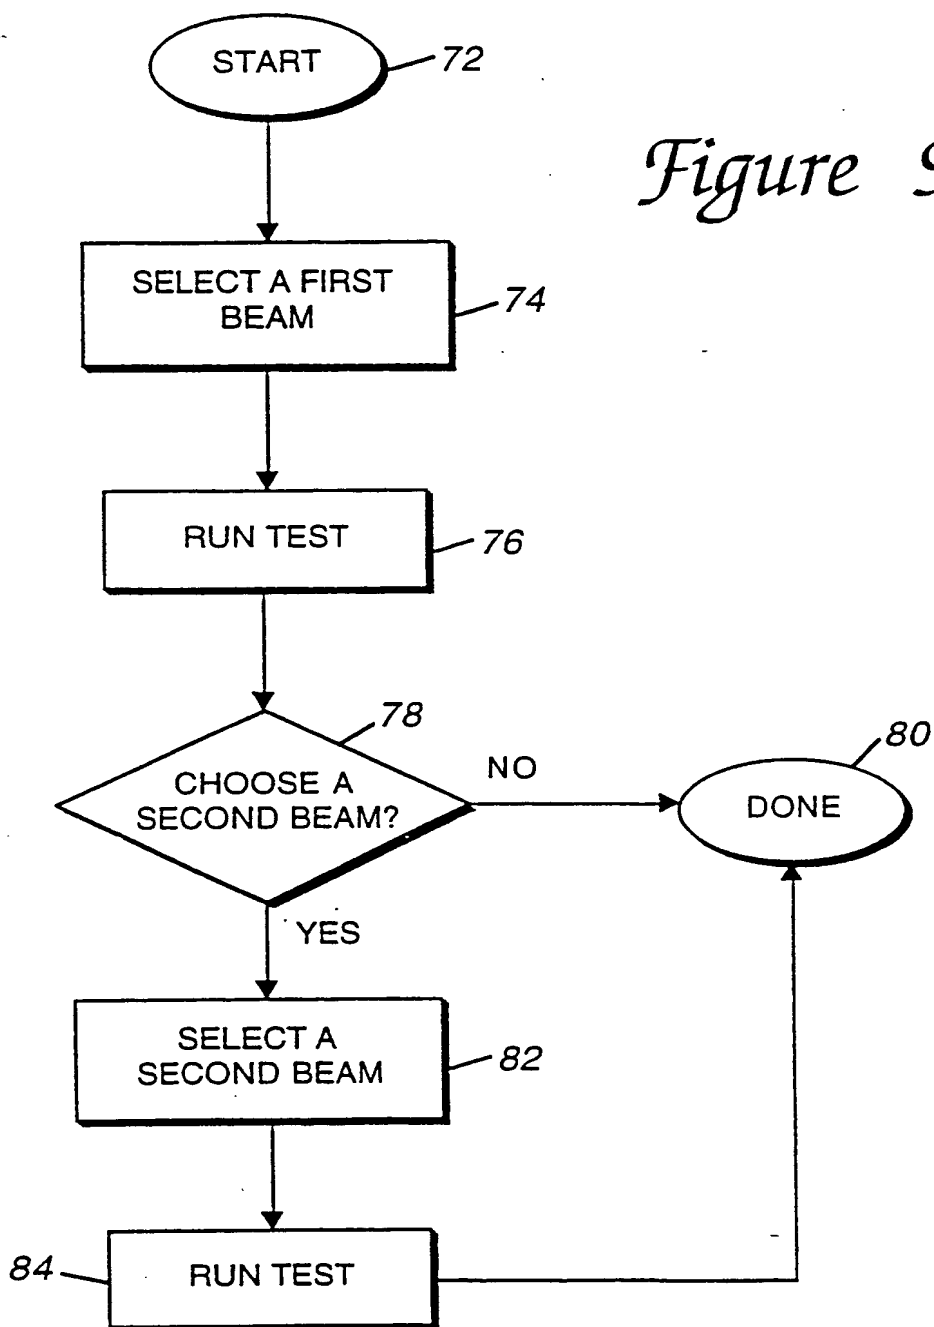 START
72
Figure
SELECT A FIRST
BEAM
74
RUN TEST
76
78
CHOOSE A
SECOND BEAM?
NO
80
DONE
YES
SELECT A
SECOND BEAM
82
84
RUN TEST